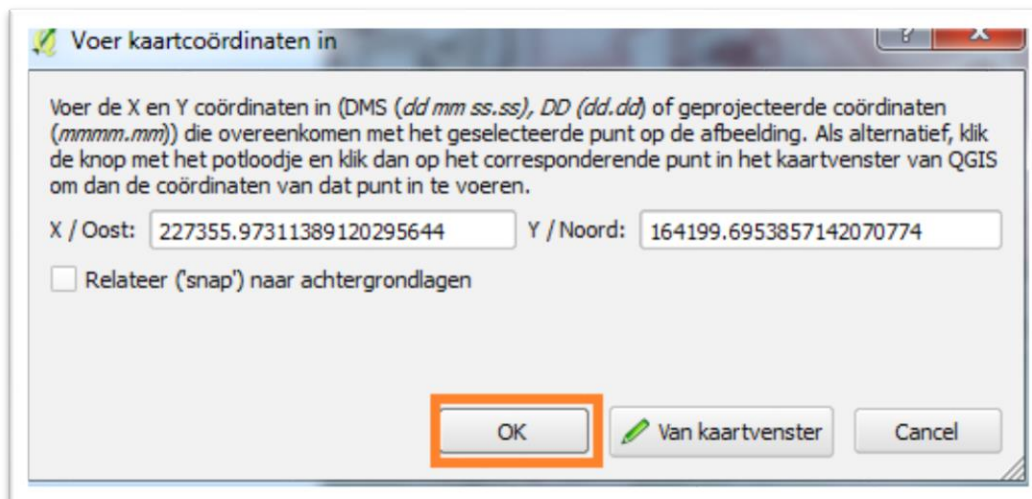 Voer kaartcoördinaten in
Voer de X en Y coördinaten in (DMS (dd mm ss.ss), DD (dd.dd) of geprojecteerde coördinaten
(mmmm.mm)) die overeenkomen met het geselecteerde punt op de afbeelding. Als alternatief, klik
de knop met het potloodje en klik dan op het corresponderende punt in het kaartvenster van QGIS
om dan de coördinaten van dat punt in te voeren.
X / Oost: 227355.97311389120295644 Y / Noord: 164199.6953857142070774
Relateer ('snap') naar achtergrondlagen
OK Van kaartvenster Cancel